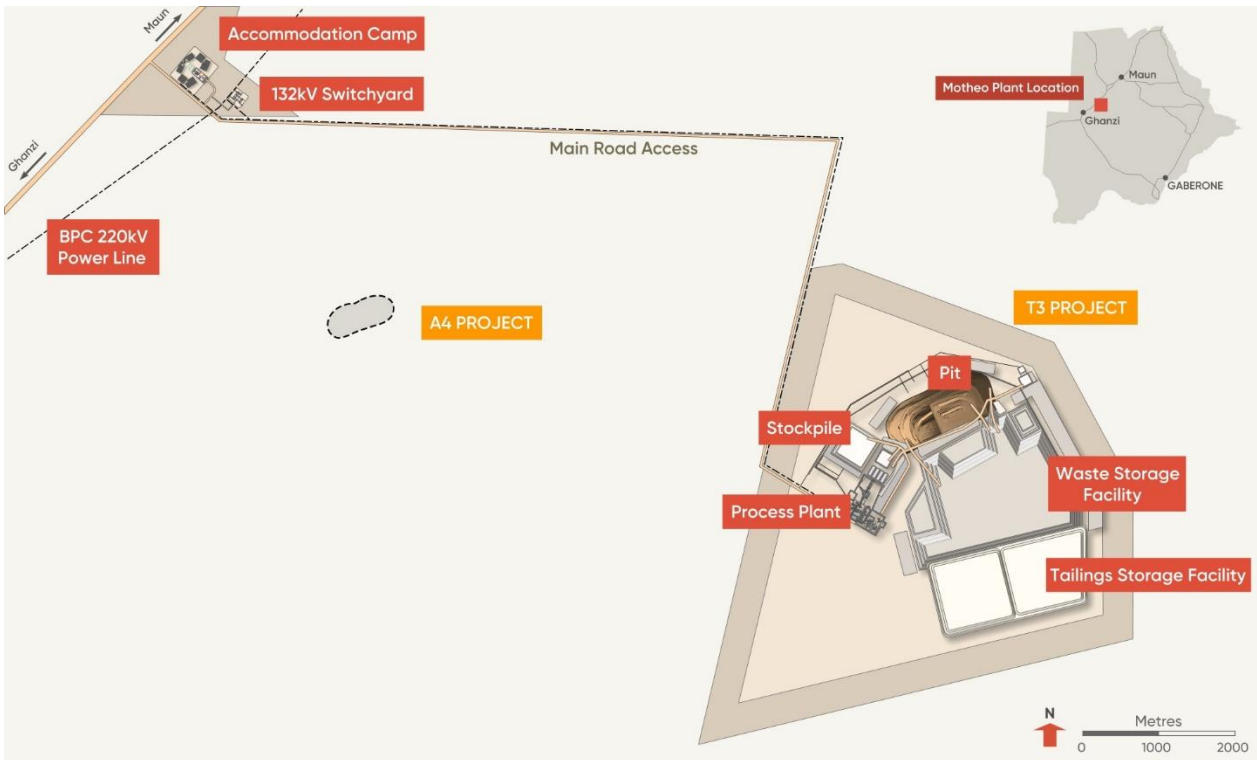 Maun
Accommodation Camp
132kV Switchyard
Ghanzi
BPC 220kV
Power Line
Main Road Access
Motheo Plant Location
Maun
Ghanzi
GABERONE
A4 PROJECT
T3 PROJECT
Pit
Stockpile
Process Plant
Waste Storage
Facility
Tailings Storage Facility
N
Metres
0 1000 2000